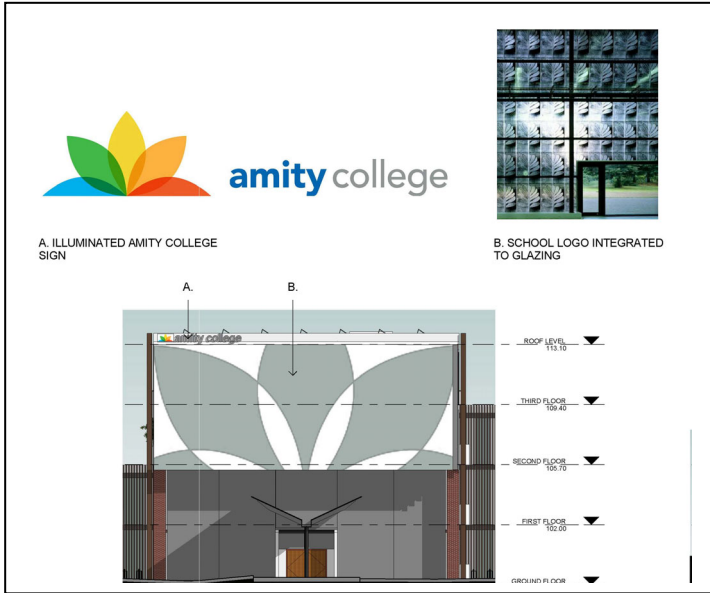 amity college
A. ILLUMINATED AMITY COLLEGE
SIGN
B. SCHOOL LOGO INTEGRATED
TO GLAZING
A.
B.
amity college
ROOF LEVEL
113.10
THIRD FLOOR
109.40
SECOND FLOOR
105.70
FIRST FLOOR
102.00
GROUND FLOOR